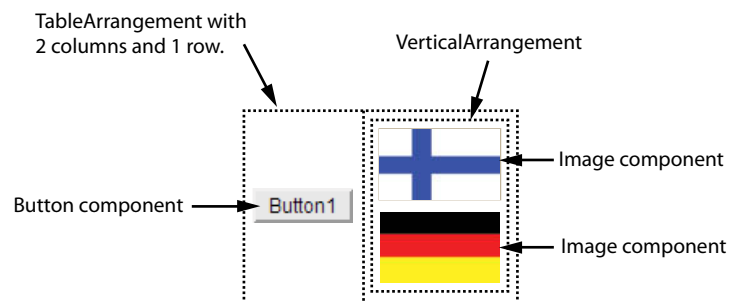 TableArrangement with
2 columns and 1 row.
VerticalArrangement
Image component
Button component
Button1
Image component